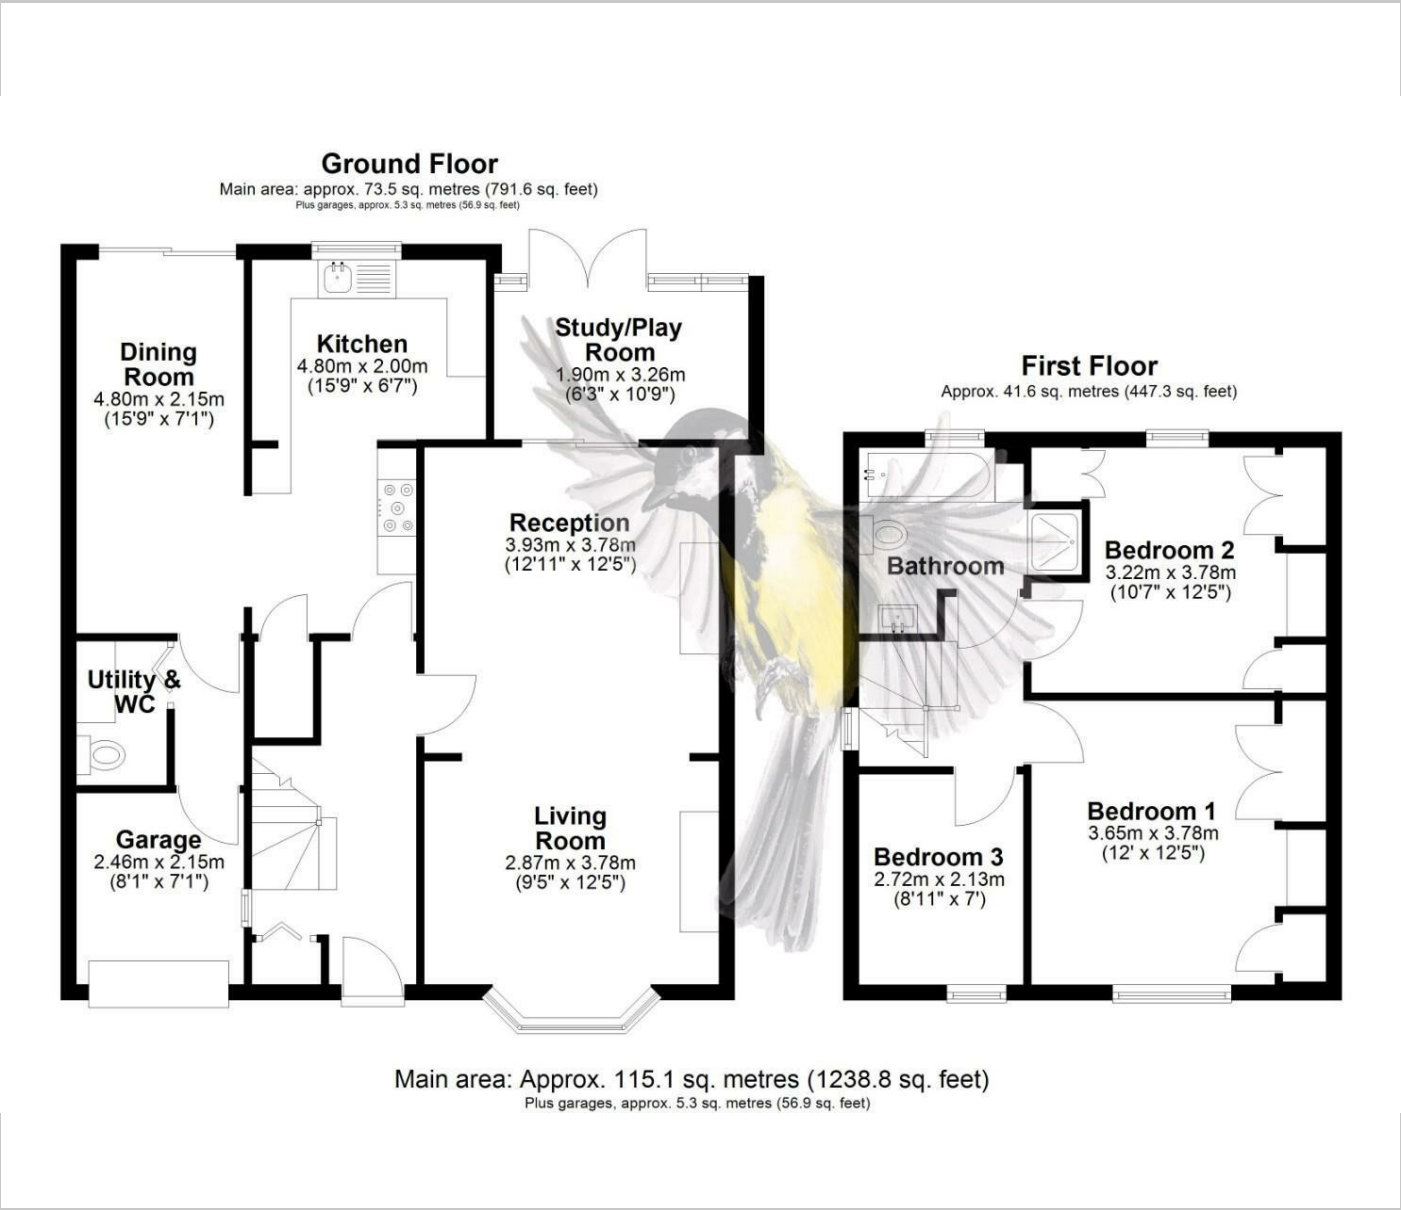 Ground Floor
Main area: approx. 73.5 sq. metres (791.6 sq. feet)
Plus garages, approx. 5.3 sq. metres (56.9 sq. feet)
Dining
Room
4.80m x 2.15m
(15'9" x 7'1")
Kitchen
4.80m x 2.00m
(15'9" x 6'7")
Study/Play
Room
1.90m x 3.26m
(6'3" x 10'9")
Reception
3.93m x 3.78m
(12'11" x 12'5")
Utility &
WC
Garage
2.46m x 2.15m
(8'1" x 7'1")
Living
Room
2.87m x 3.78m
(9'5" x 12'5")
First Floor
Approx. 41.6 sq. metres (447.3 sq. feet)
Bathroom
Bedroom 2
3.22m x 3.78m
(10'7" x 12'5")
Bedroom 1
3.65m x 3.78m
(12' x 12'5")
Bedroom 3
2.72m x 2.13m
(8'11" x 7')
Main area: Approx. 115.1 sq. metres (1238.8 sq. feet)
Plus garages, approx. 5.3 sq. metres (56.9 sq. feet)